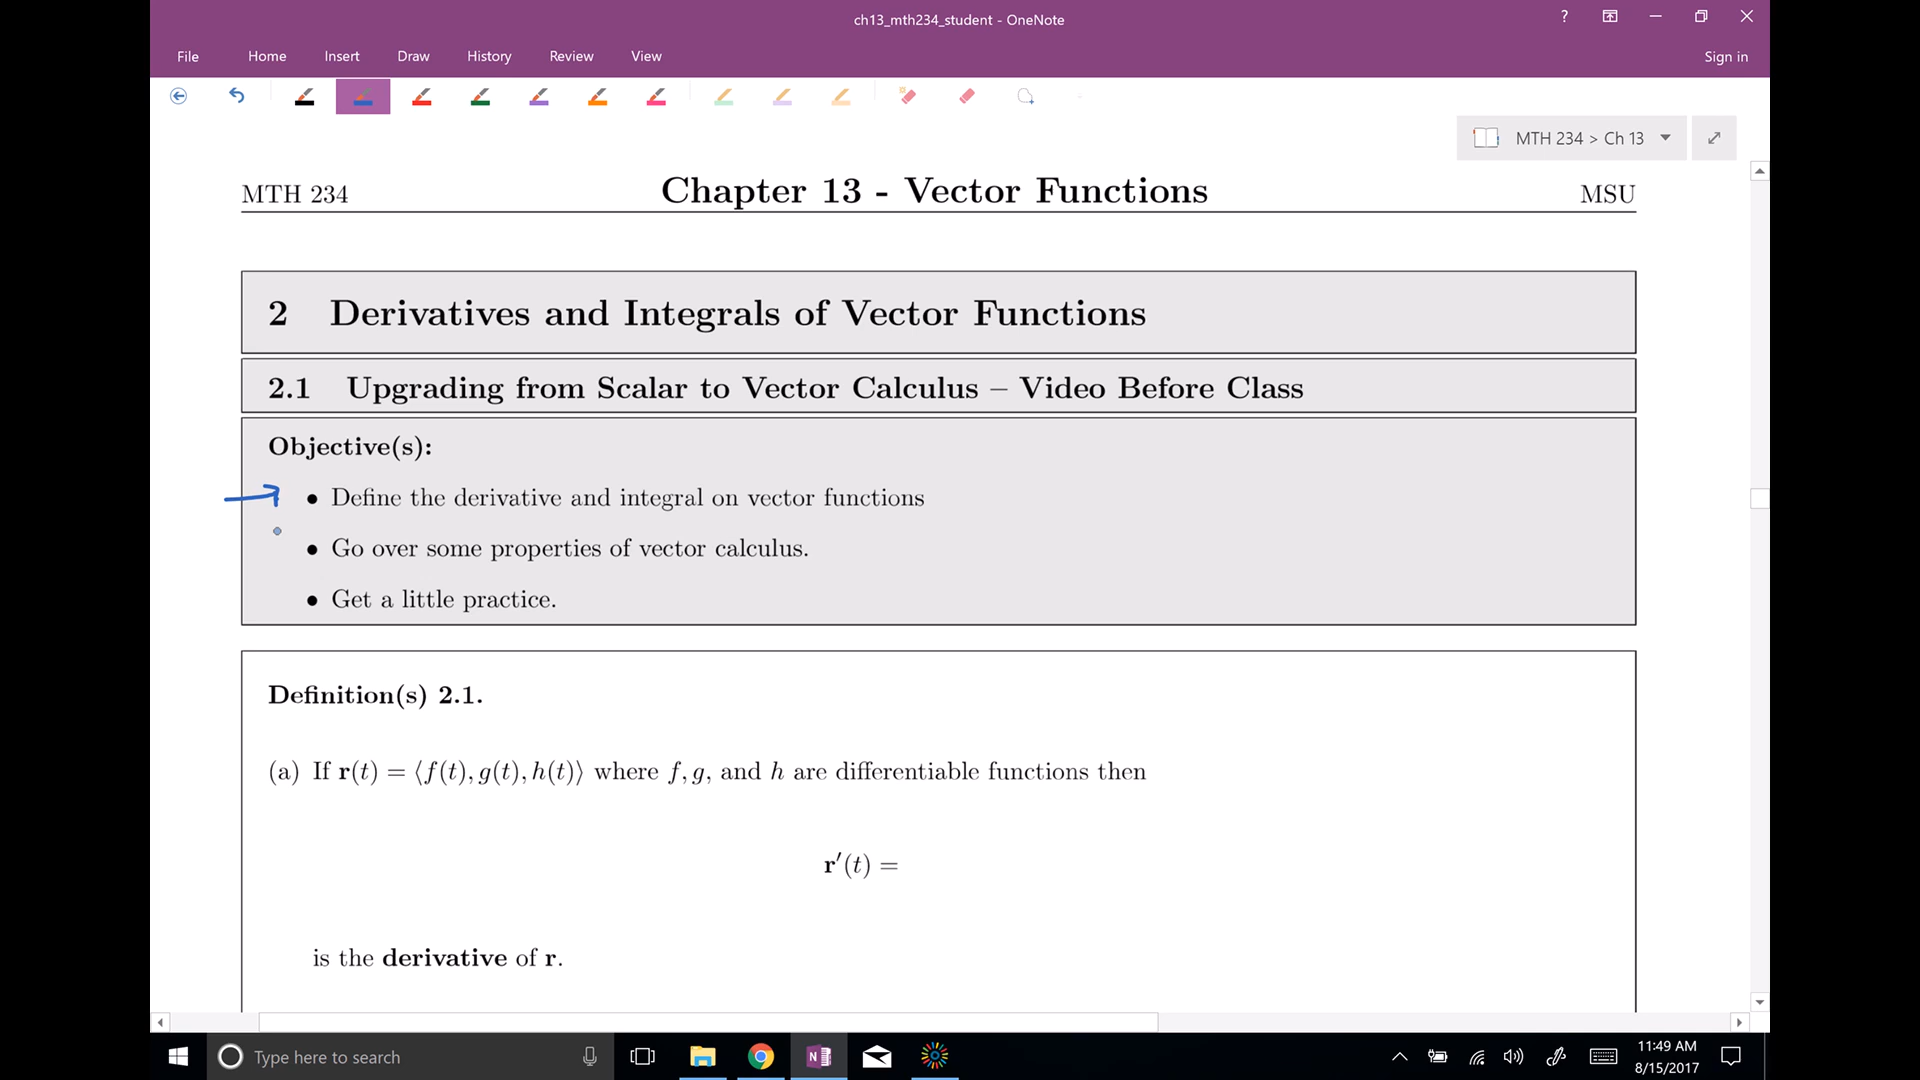 ch13_mth234_student - OneNote
?
File Home Insert Draw History Review View Sign in
MTH 234 > Ch 13
MTH 234 Chapter 13 - Vector Functions MSU
2 Derivatives and Integrals of Vector Functions
2.1 Upgrading from Scalar to Vector Calculus – Video Before Class
Objective(s):
• Define the derivative and integral on vector functions
• Go over some properties of vector calculus.
• Get a little practice.
Definition(s) 2.1.
(a) If r(t) = ⟨f(t), g(t), h(t)⟩ where f, g, and h are differentiable functions then
r′(t) =
is the derivative of r.
Type here to search
N
11:49 AM
8/15/2017